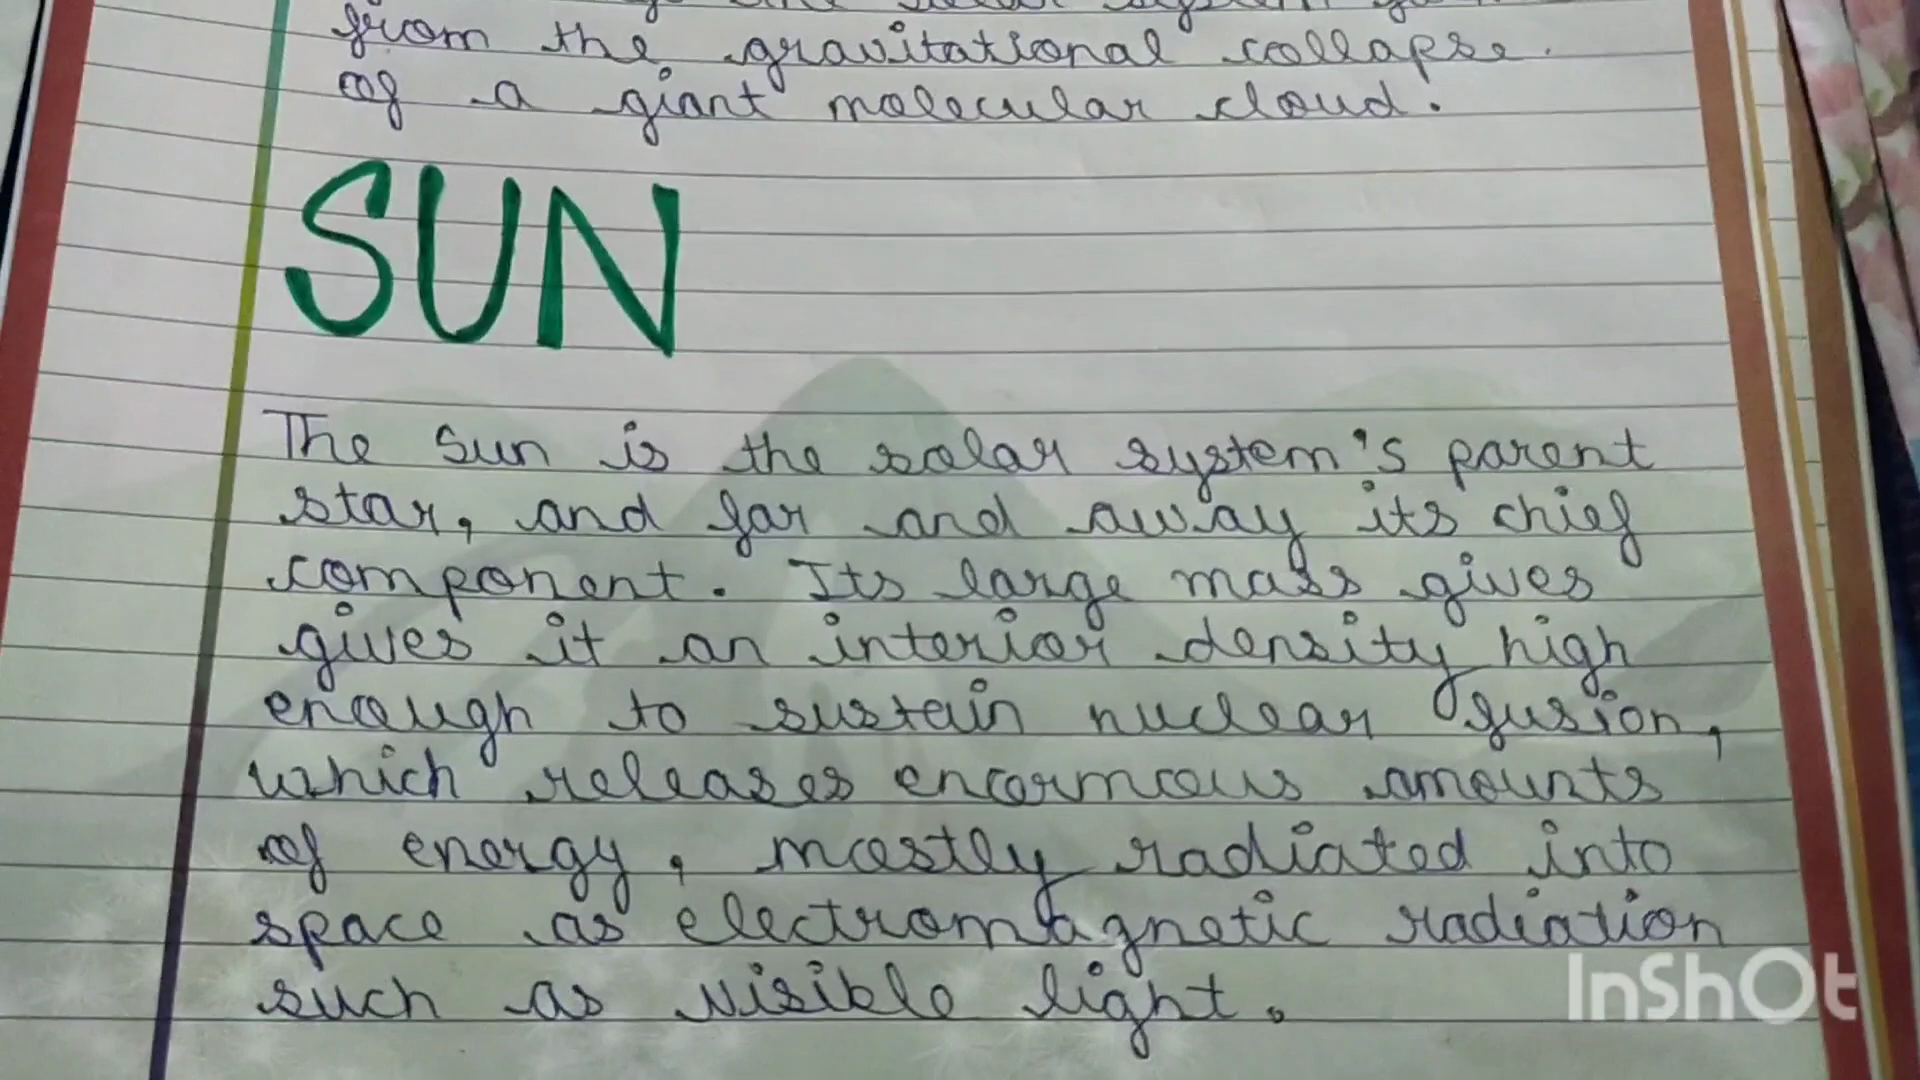 the solar system
from the gravitational collapse.
of a giant molecular cloud.
SUN
The Sun is the solar system's parent
star, and far and away its chief
component. Its large mass gives
gives it an interior density high
enough to sustain nuclear fusion,
which releases enormous amounts
of energy, mostly radiated into
space as electromagnetic radiation
such as visible light.
InShOt